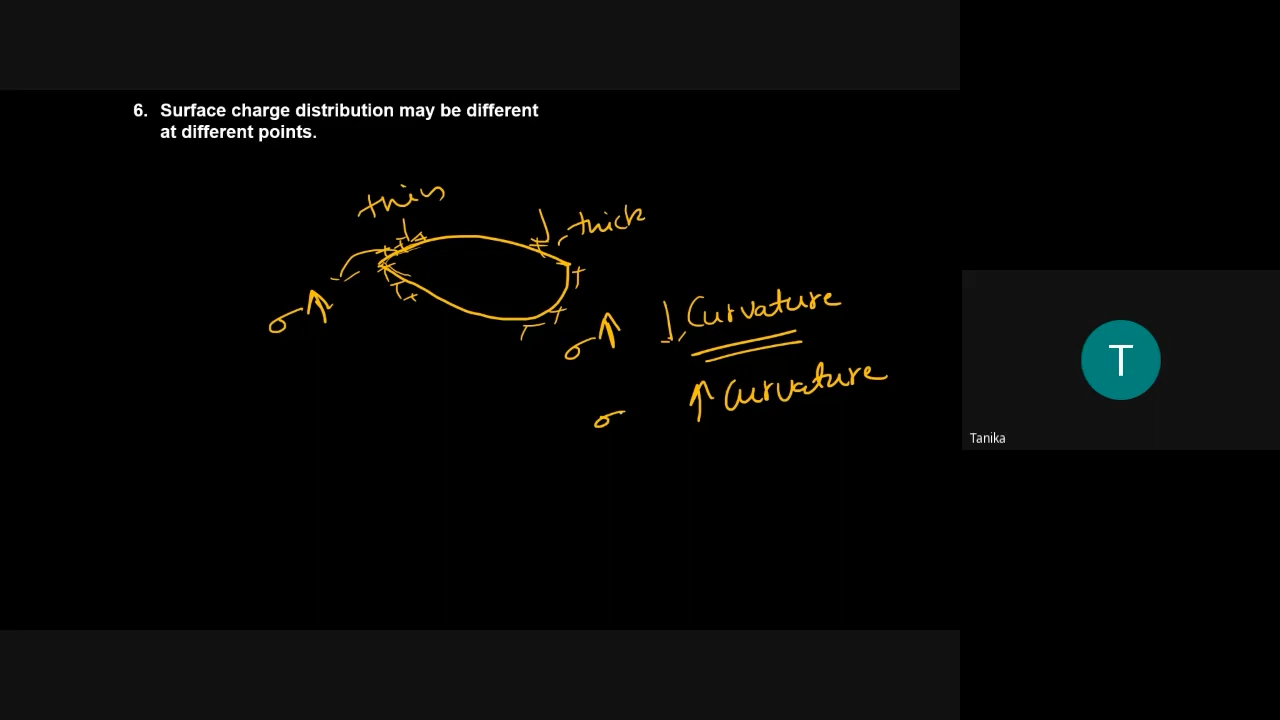 6. Surface charge distribution may be different
at different points.
thin
thick
σ ↑
σ ↑ ↓ Curvature
σ ↑ Curvature
T
Tanika